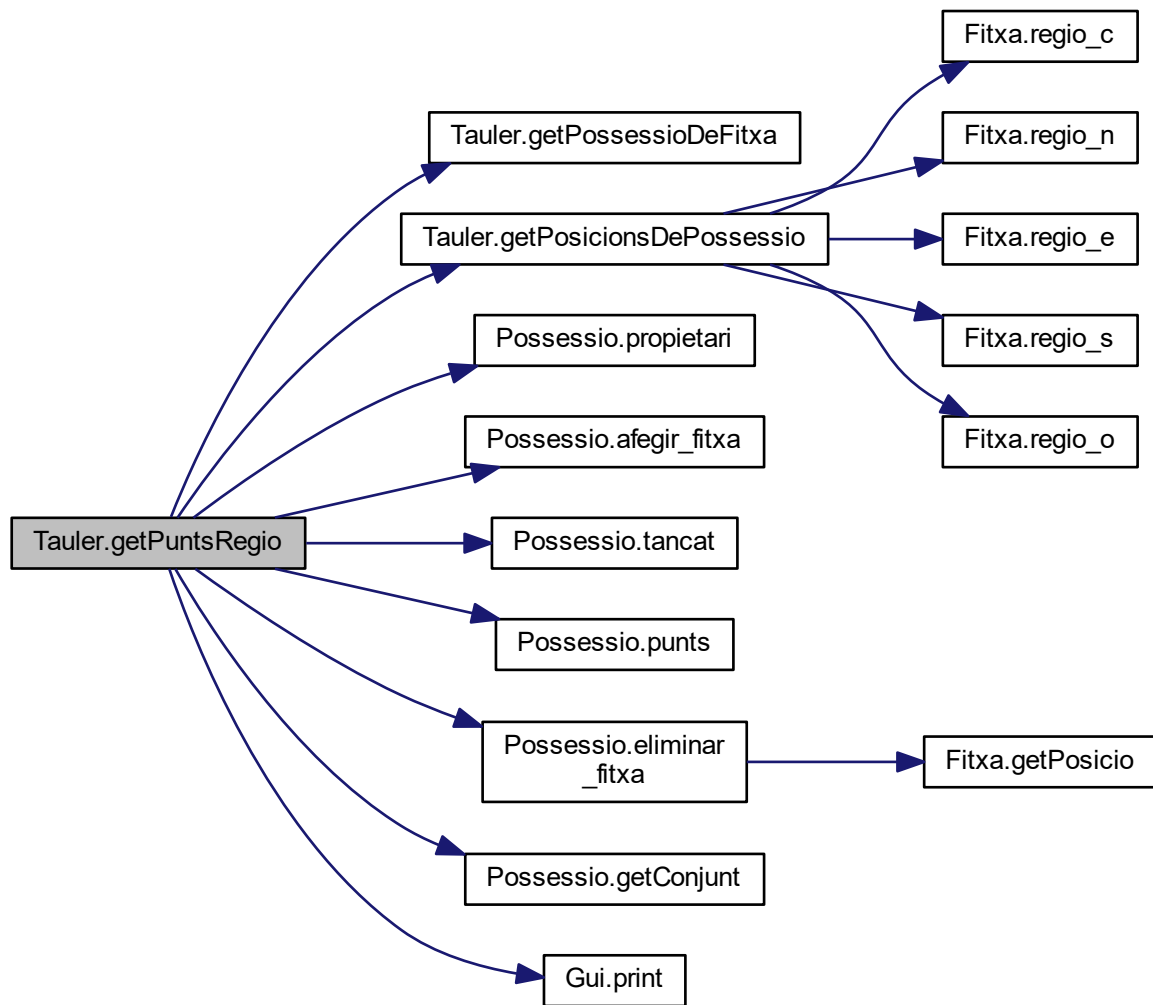 Fitxa.regio_c
Tauler.getPossessioDeFitxa
Fitxa.regio_n
Tauler.getPosicionsDePossessio
Fitxa.regio_e
Possessio.propietari
Fitxa.regio_s
Possessio.afegir_fitxa
Fitxa.regio_o
Tauler.getPuntsRegio
Possessio.tancat
Possessio.punts
Possessio.eliminar
_fitxa
Fitxa.getPosicio
Possessio.getConjunt
Gui.print